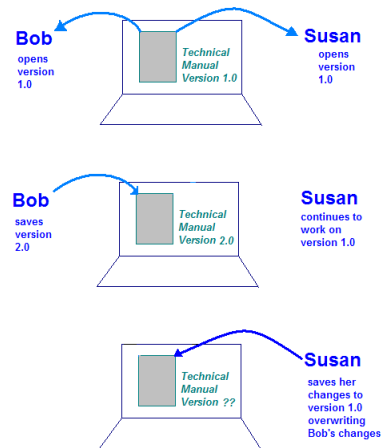 Bob
opens
version
1.0
Technical
Manual
Version 1.0
Susan
opens
version
1.0
Bob
saves
version
2.0
Technical
Manual
Version 2.0
Susan
continues to
work on
version 1.0
Technical
Manual
Version ??
Susan
saves her
changes to
version 1.0
overwriting
Bob's changes